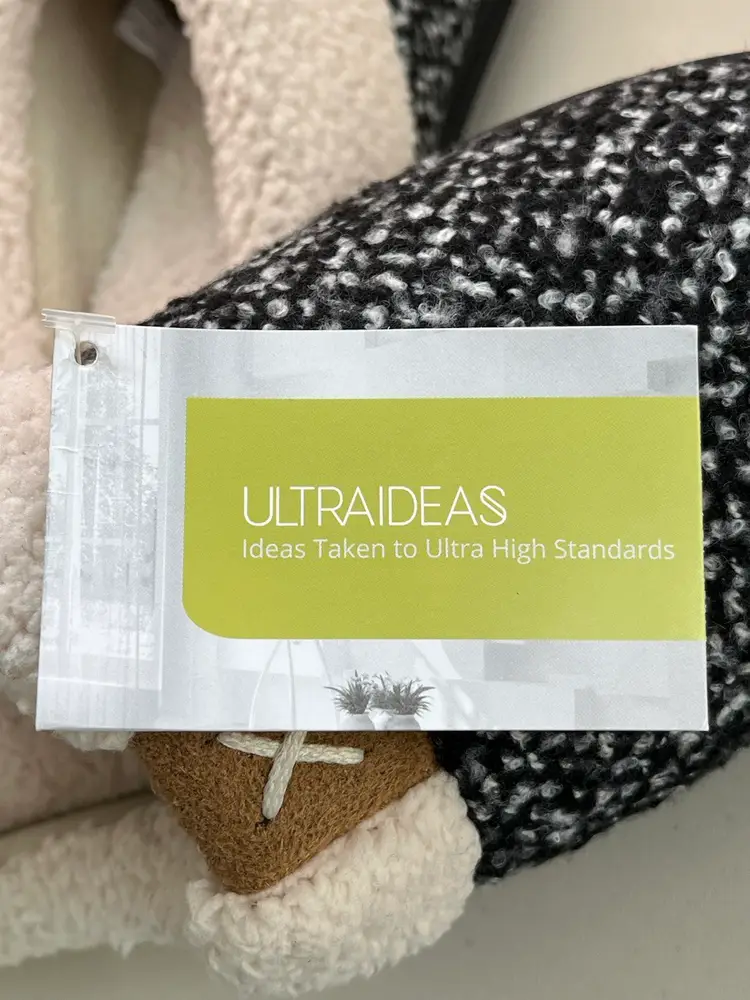 ULTRAIDEAS
Ideas Taken to Ultra High Standards